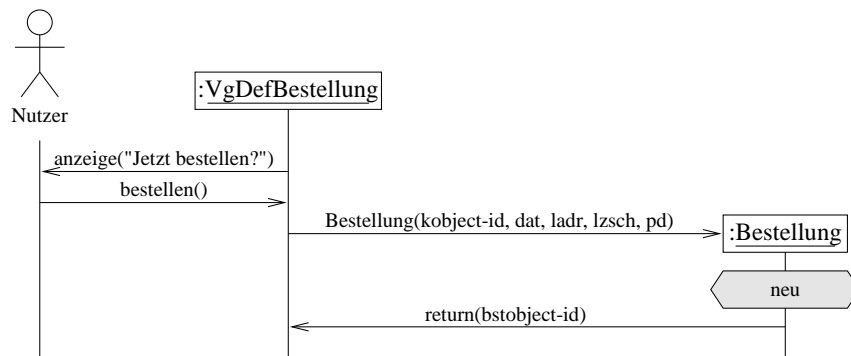 :VgDefBestellung
Nutzer
anzeige("Jetzt bestellen?")
bestellen()
Bestellung(kobject-id, dat, ladr, lzsch, pd)
:Bestellung
neu
return(bstobject-id)